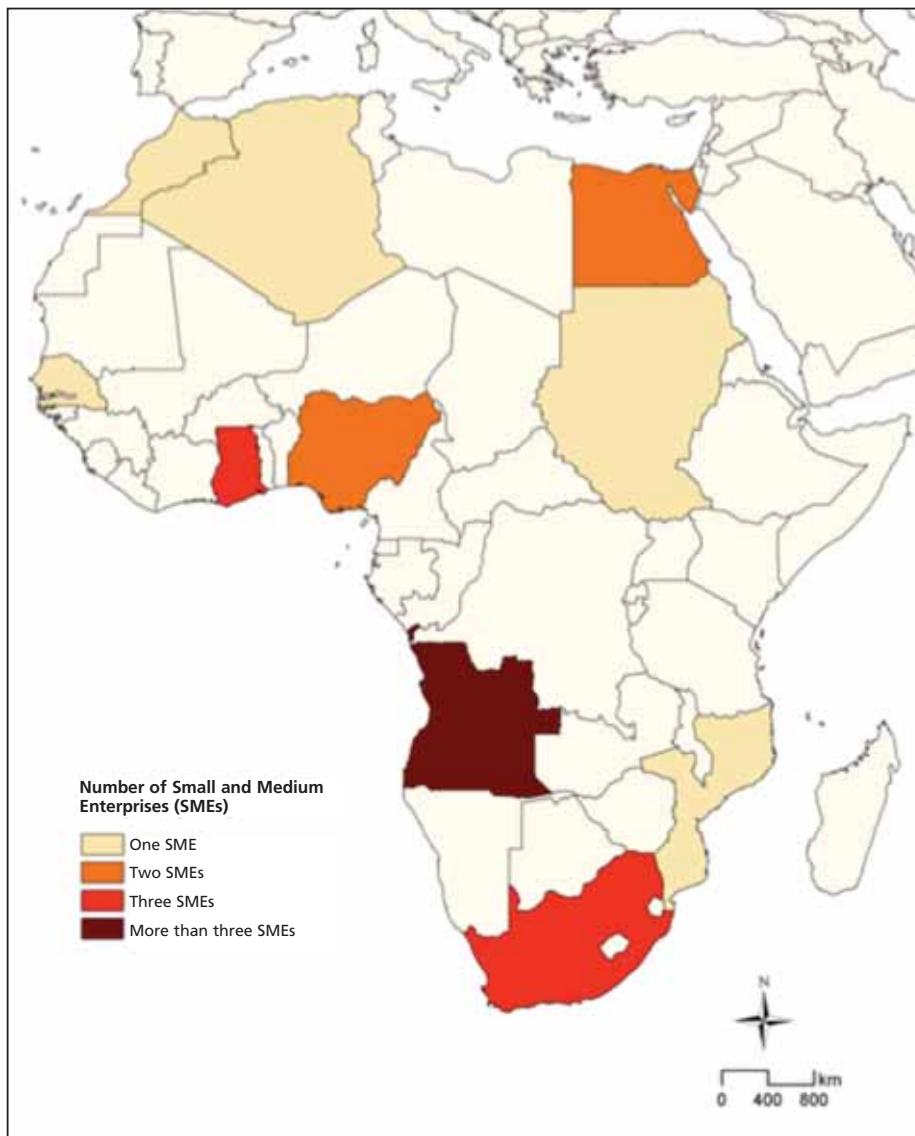 Number of Small and Medium
Enterprises (SMEs)
One SME
Two SMEs
Three SMEs
More than three SMEs
N
km
0 400 800